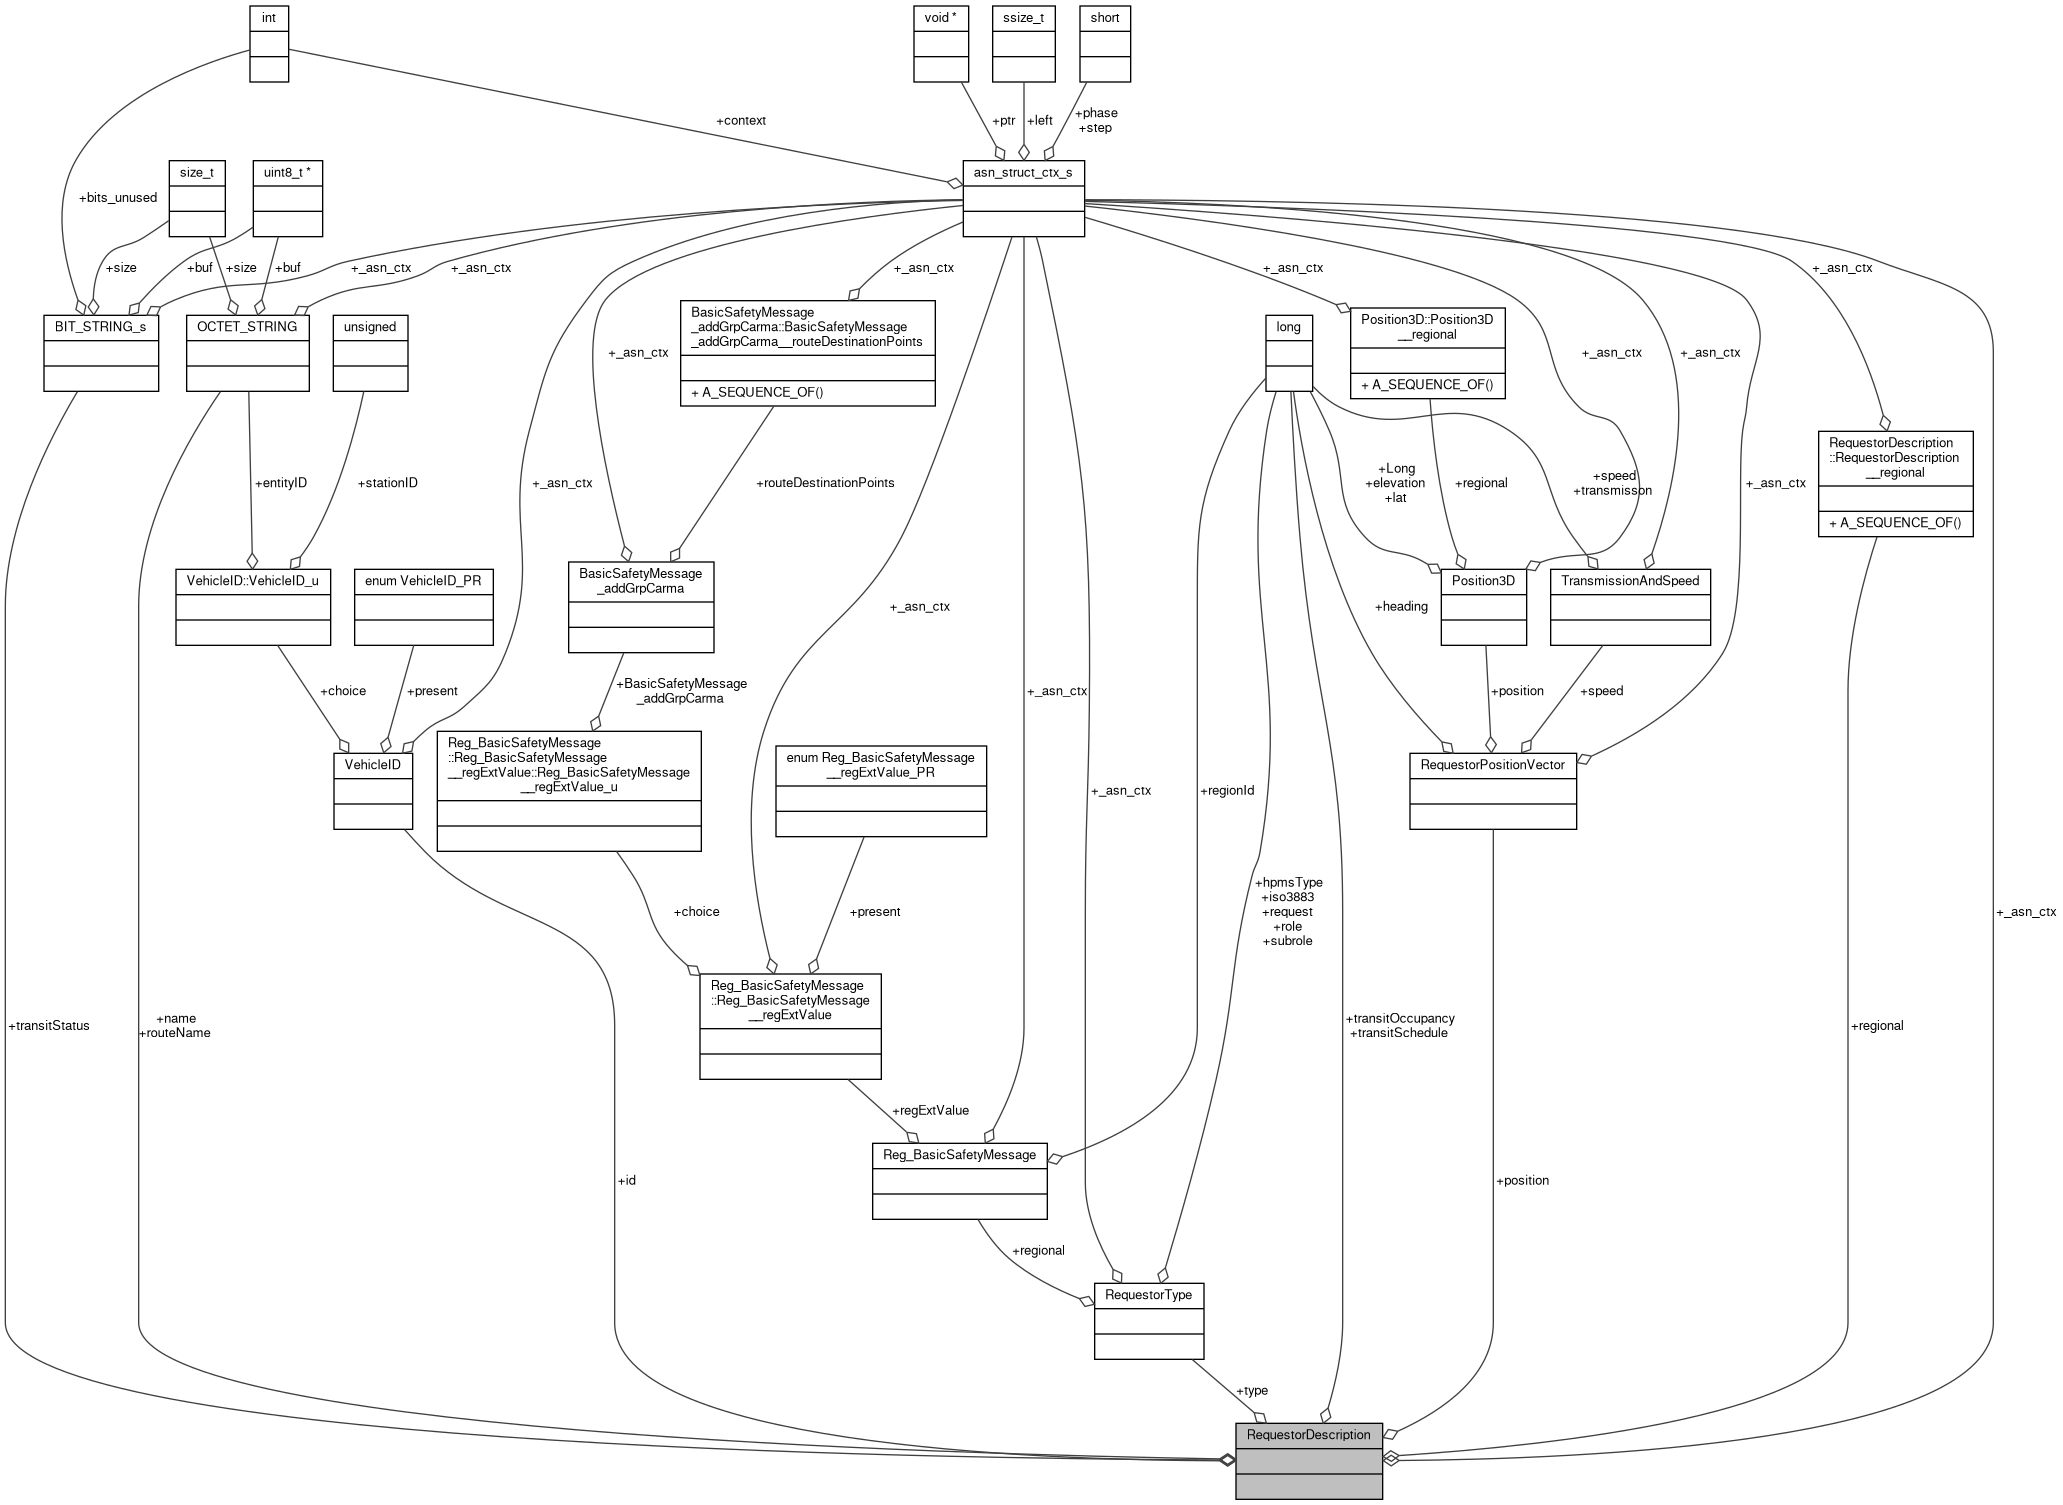 int
void *
ssize_t
short
+context
+ptr
+left
+phase
+step
size_t
uint8_t *
asn_struct_ctx_s
+bits_unused
+size
+buf
+size
+buf
+_asn_ctx
+_asn_ctx
+_asn_ctx
+_asn_ctx
+_asn_ctx
BIT_STRING_s
OCTET_STRING
unsigned
BasicSafetyMessage
_addGrpCarma::BasicSafetyMessage
_addGrpCarma__routeDestinationPoints
+ A_SEQUENCE_OF()
long
Position3D::Position3D
__regional
+ A_SEQUENCE_OF()
+_asn_ctx
+_asn_ctx
+_asn_ctx
RequestorDescription
::RequestorDescription
__regional
+ A_SEQUENCE_OF()
+entityID
+stationID
+_asn_ctx
+routeDestinationPoints
+Long
+elevation
+lat
+regional
+speed
+transmisson
+_asn_ctx
VehicleID::VehicleID_u
enum VehicleID_PR
BasicSafetyMessage
_addGrpCarma
Position3D
TransmissionAndSpeed
+_asn_ctx
+heading
+choice
+present
+BasicSafetyMessage
_addGrpCarma
+_asn_ctx
+position
+speed
VehicleID
Reg_BasicSafetyMessage
::Reg_BasicSafetyMessage
__regExtValue::Reg_BasicSafetyMessage
__regExtValue_u
enum Reg_BasicSafetyMessage
__regExtValue_PR
+_asn_ctx
+regionId
RequestorPositionVector
+choice
+present
+hpmsType
+iso3883
+request
+role
+subrole
+_asn_ctx
Reg_BasicSafetyMessage
::Reg_BasicSafetyMessage
__regExtValue
+transitStatus
+name
+routeName
+transitOccupancy
+transitSchedule
+regional
+regExtValue
Reg_BasicSafetyMessage
+id
+position
+regional
RequestorType
+type
RequestorDescription